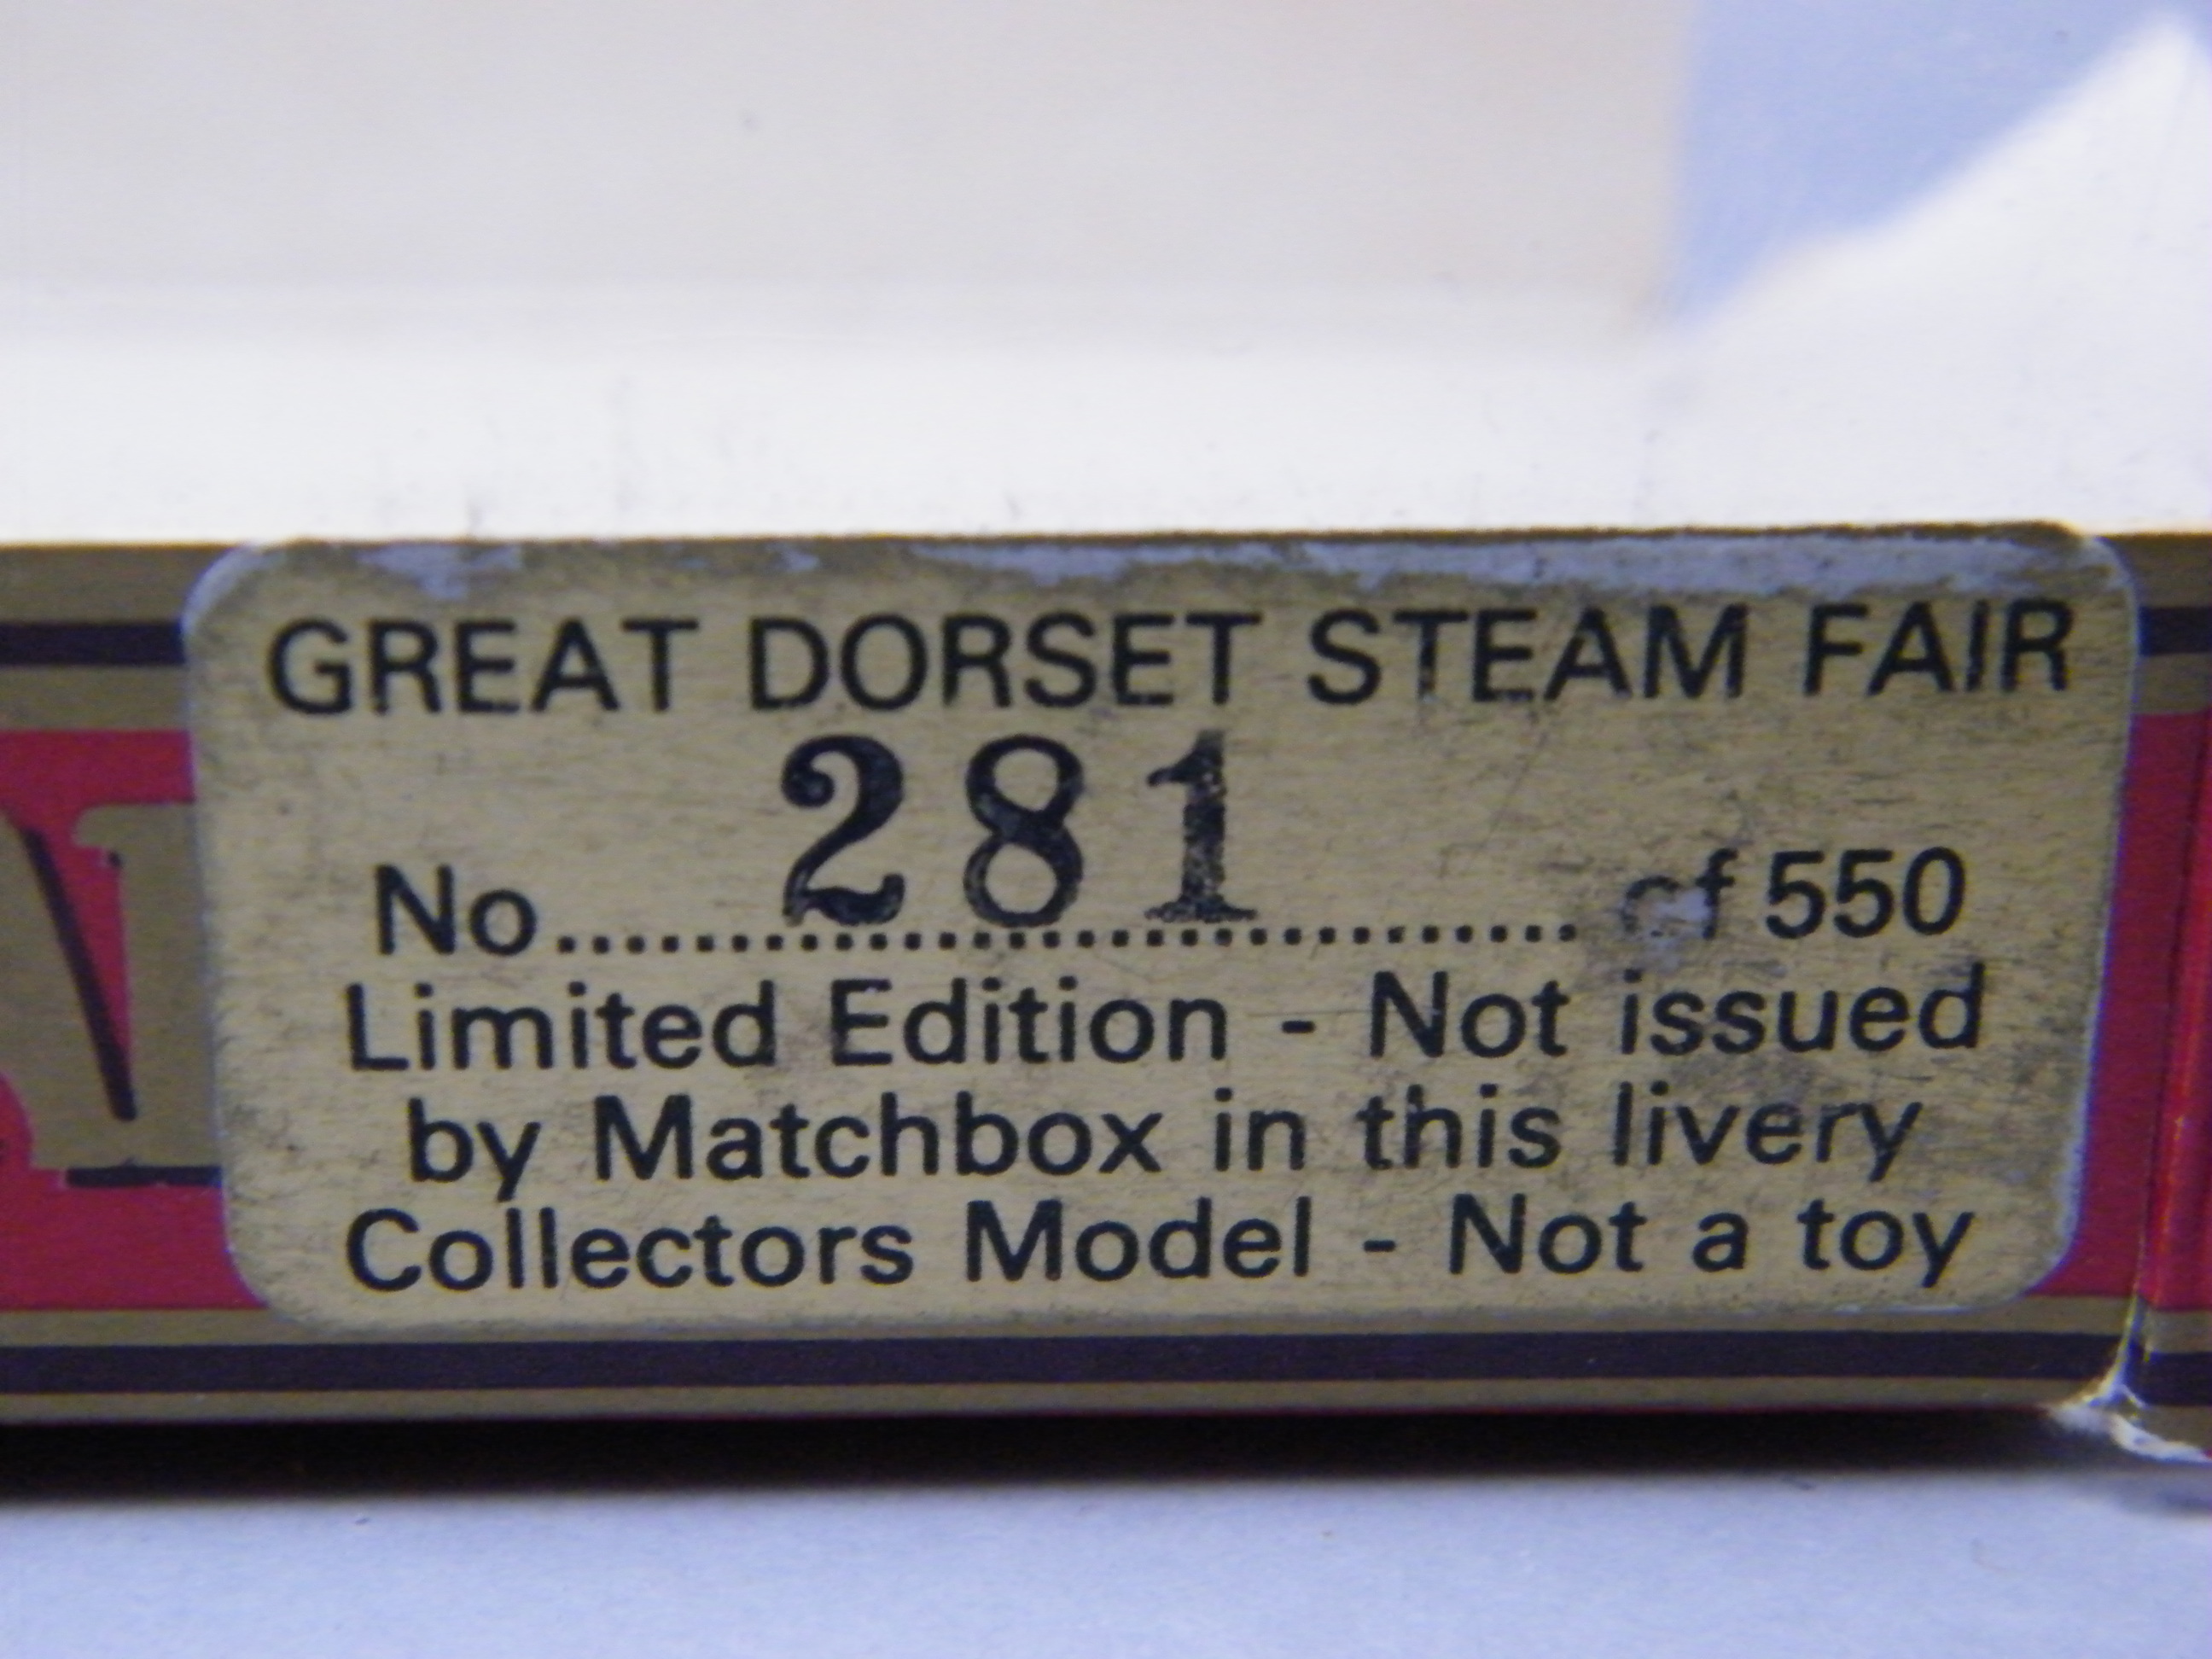 GREAT DORSET STEAM FAIR
No.......281.......of 550
Limited Edition - Not issued
by Matchbox in this livery
Collectors Model - Not a toy